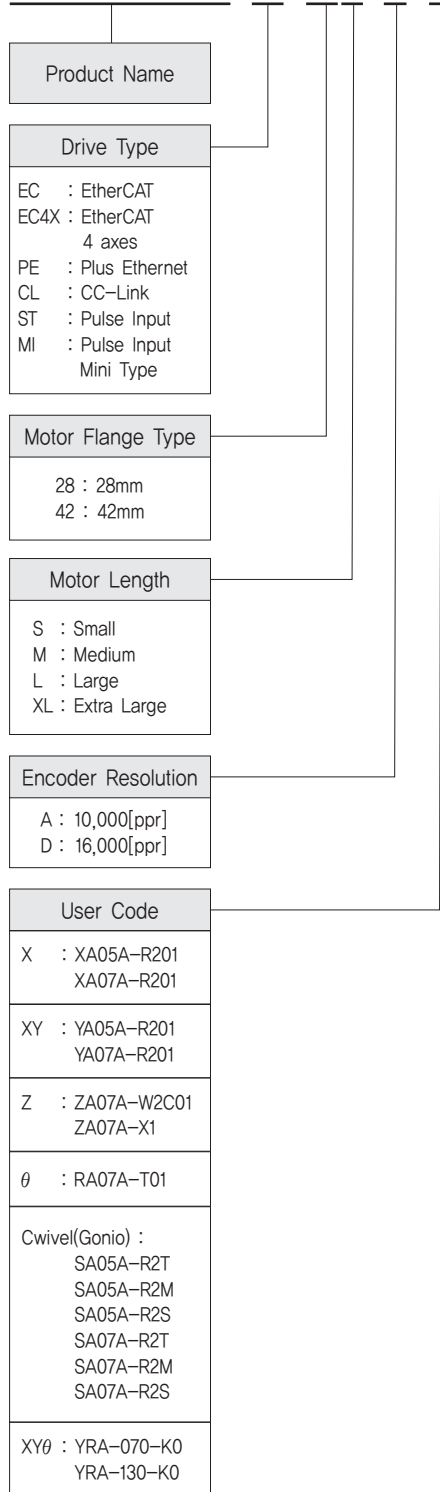 Product Name
Drive Type
EC : EtherCAT
EC4X : EtherCAT
4 axes
PE : Plus Ethernet
CL : CC-Link
ST : Pulse Input
MI : Pulse Input
Mini Type
Motor Flange Type
28 : 28mm
42 : 42mm
Motor Length
S : Small
M : Medium
L : Large
XL : Extra Large
Encoder Resolution
A : 10,000[ppr]
D : 16,000[ppr]
User Code
X : XA05A-R201
XA07A-R201
XY : YA05A-R201
YA07A-R201
Z : ZA07A-W2C01
ZA07A-X1
θ : RA07A-T01
Cwivel(Gonio) :
SA05A-R2T
SA05A-R2M
SA05A-R2S
SA07A-R2T
SA07A-R2M
SA07A-R2S
XYθ : YRA-070-K0
YRA-130-K0